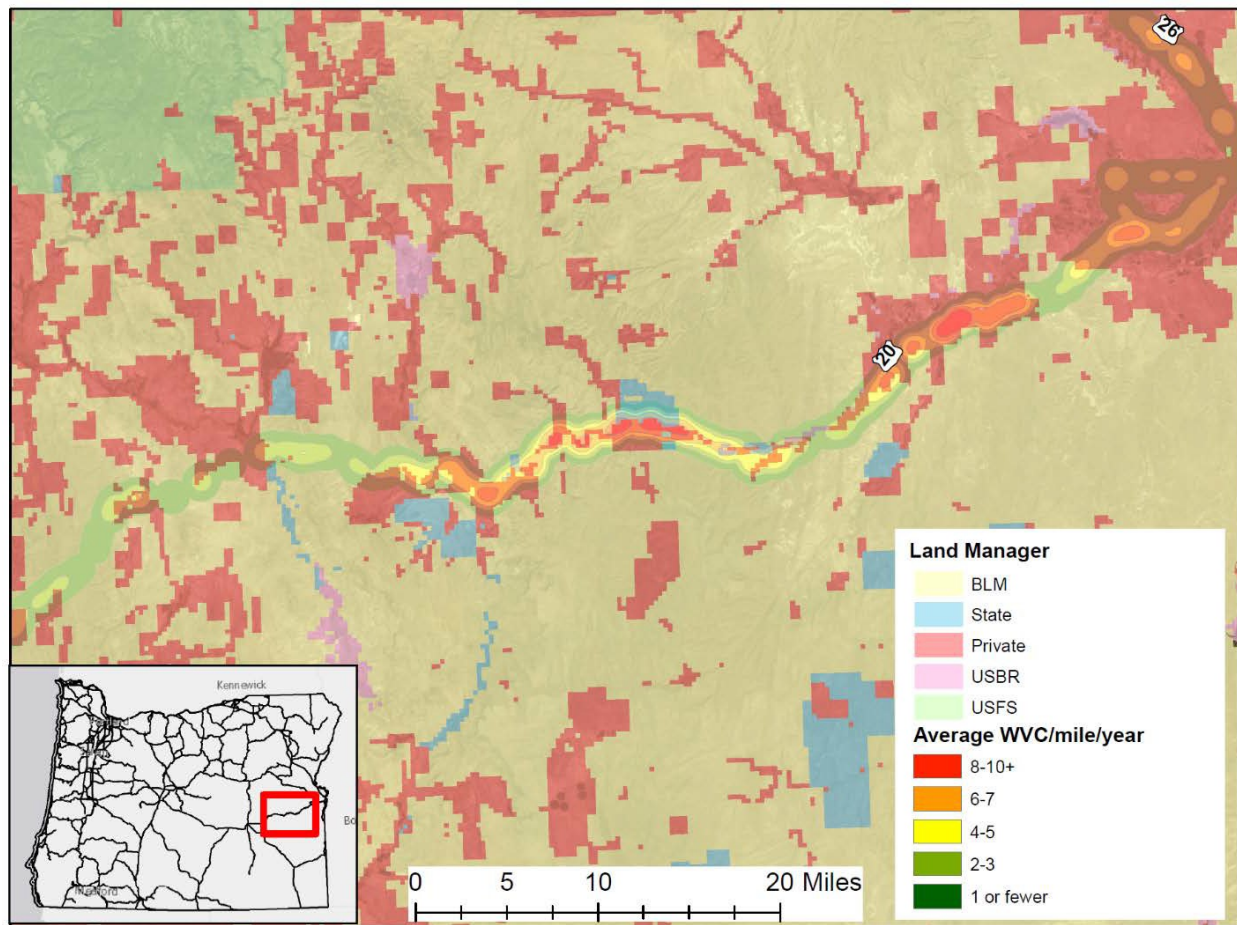 26
20
Land Manager
BLM
State
Private
USBR
USFS
Average WVC/mile/year
8-10+
6-7
4-5
2-3
1 or fewer
Kennewick
0 5 10 20 Miles